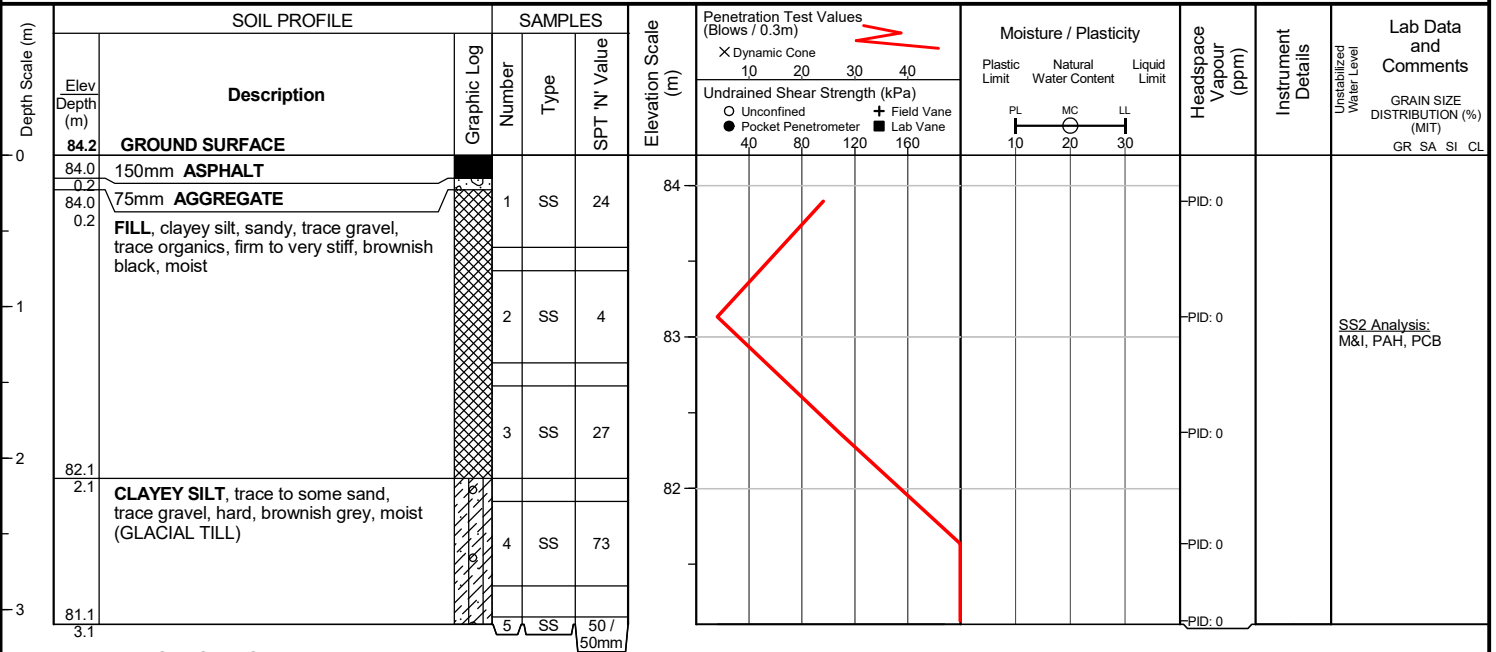 SOIL PROFILE
SAMPLES
Depth Scale (m)
Elev
Depth
(m)
Description
Graphic Log
Number
Type
SPT 'N' Value
Elevation Scale
(m)
Penetration Test Values
(Blows / 0.3m)
× Dynamic Cone
10 20 30 40
Undrained Shear Strength (kPa)
○ Unconfined + Field Vane
● Pocket Penetrometer ■ Lab Vane
40 80 120 160
Moisture / Plasticity
Plastic Limit
Natural Water Content
Liquid Limit
PL MC LL
10 20 30
Headspace
Vapour
(ppm)
Instrument
Details
Unstabilized
Water Level
Lab Data
and
Comments
GRAIN SIZE
DISTRIBUTION (%)
(MIT)
GR SA SI CL
84.2 GROUND SURFACE
0
84.0 150mm ASPHALT
0.2
84.0 75mm AGGREGATE
0.2
FILL, clayey silt, sandy, trace gravel,
trace organics, firm to very stiff, brownish
black, moist
1 SS 24
84
PID: 0
1
2 SS 4
PID: 0
83
SS2 Analysis:
M&I, PAH, PCB
3 SS 27
PID: 0
2
82.1
2.1
CLAYEY SILT, trace to some sand,
trace gravel, hard, brownish grey, moist
(GLACIAL TILL)
82
4 SS 73
PID: 0
3
81.1
3.1
5 SS 50 /
50mm
PID: 0